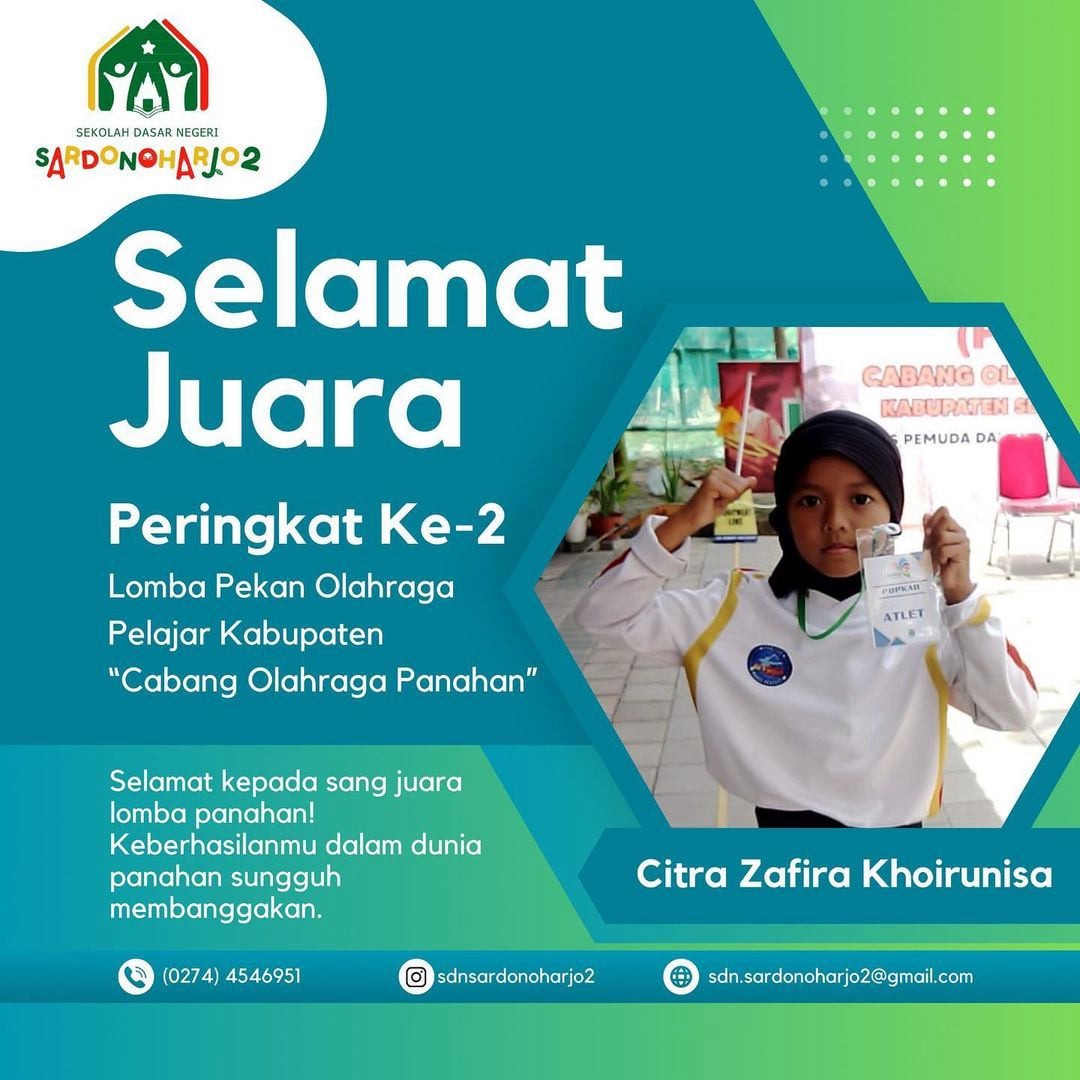 SEKOLAH DASAR NEGERI
SARDONOHARJO 2
Selamat
Juara
Peringkat Ke-2
Lomba Pekan Olahraga
Pelajar Kabupaten
“Cabang Olahraga Panahan”
CABANG OL
KABUPATEN S
PEMUDA DA
POPKAB
ATLET
Selamat kepada sang juara
lomba panahan!
Keberhasilanmu dalam dunia
panahan sungguh
membanggakan.
Citra Zafira Khoirunisa
(0274) 4546951
sdnsardonoharjo2
sdn.sardonoharjo2@gmail.com